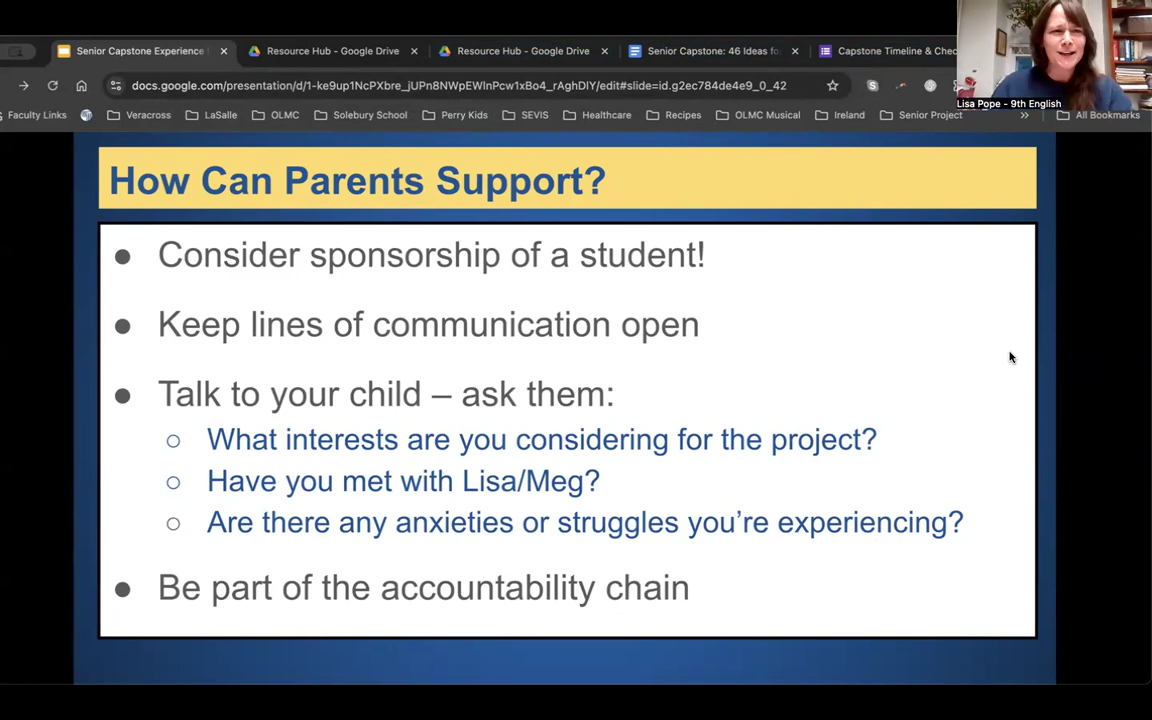 Senior Capstone Experience
Resource Hub - Google Drive
Resource Hub - Google Drive
Senior Capstone: 46 Ideas fo
Capstone Timeline & Che
docs.google.com/presentation/d/1-ke9up1NcPXbre_jUPn8NWpEWlnPcw1xBo4_rAghDIY/edit#slide=id.g2ec784de4e9_0_42
Lisa Pope - 9th English
Faculty Links
Veracross
LaSalle
OLMC
Solebury School
Perry Kids
SEVIS
Healthcare
Recipes
OLMC Musical
Ireland
Senior Project
»
All Bookmarks
How Can Parents Support?
● Consider sponsorship of a student!
● Keep lines of communication open
● Talk to your child – ask them:
○ What interests are you considering for the project?
○ Have you met with Lisa/Meg?
○ Are there any anxieties or struggles you’re experiencing?
● Be part of the accountability chain